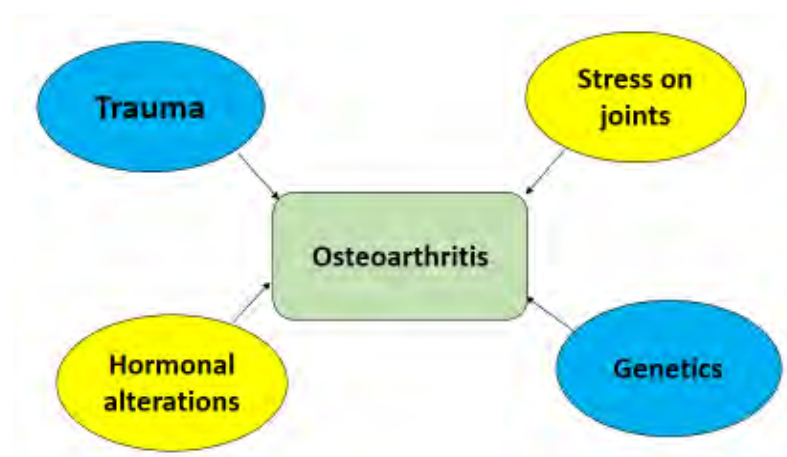 Trauma
Stress on
joints
Osteoarthritis
Hormonal
alterations
Genetics